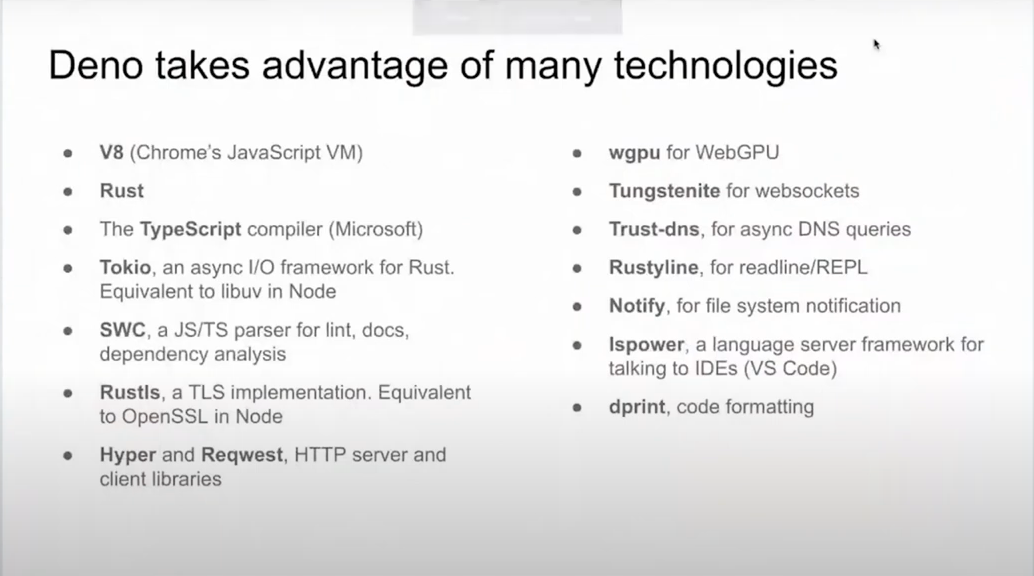 Deno takes advantage of many technologies
● V8 (Chrome's JavaScript VM)
● Rust
● The TypeScript compiler (Microsoft)
● Tokio, an async I/O framework for Rust.
Equivalent to libuv in Node
● SWC, a JS/TS parser for lint, docs,
dependency analysis
● Rustls, a TLS implementation. Equivalent
to OpenSSL in Node
● Hyper and Reqwest, HTTP server and
client libraries
● wgpu for WebGPU
● Tungstenite for websockets
● Trust-dns, for async DNS queries
● Rustyline, for readline/REPL
● Notify, for file system notification
● lspower, a language server framework for
talking to IDEs (VS Code)
● dprint, code formatting